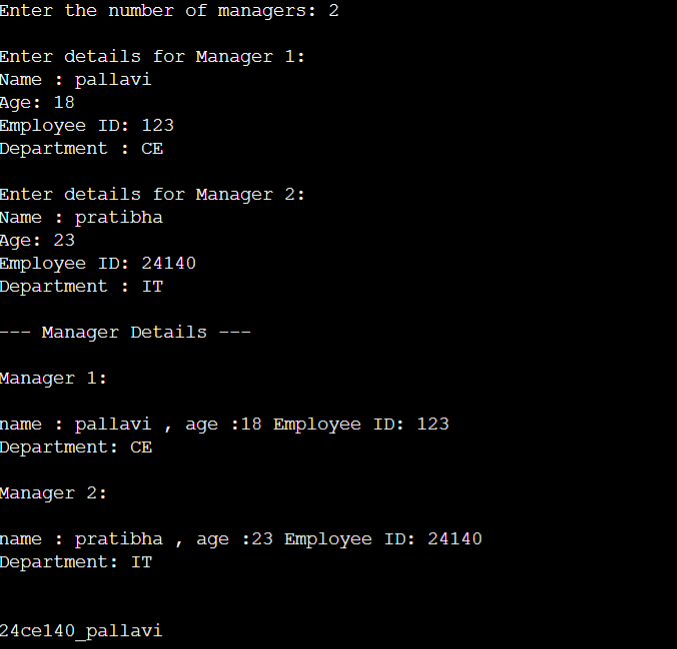 Enter the number of managers: 2
Enter details for Manager 1:
Name : pallavi
Age: 18
Employee ID: 123
Department : CE
Enter details for Manager 2:
Name : pratibha
Age: 23
Employee ID: 24140
Department : IT
--- Manager Details ---
Manager 1:
name : pallavi , age :18 Employee ID: 123
Department: CE
Manager 2:
name : pratibha , age :23 Employee ID: 24140
Department: IT
24ce140_pallavi